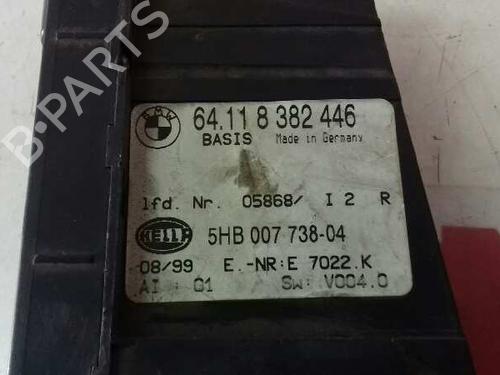 B-PARTS
BMW
64.11 8 382 446
BASIS Made in Germany
lfd. Nr. 05868/ I 2 R
HELLA 5HB 007 738-04
08/99 E.-NR:E 7022.K
AI : 01 SW: V004.0